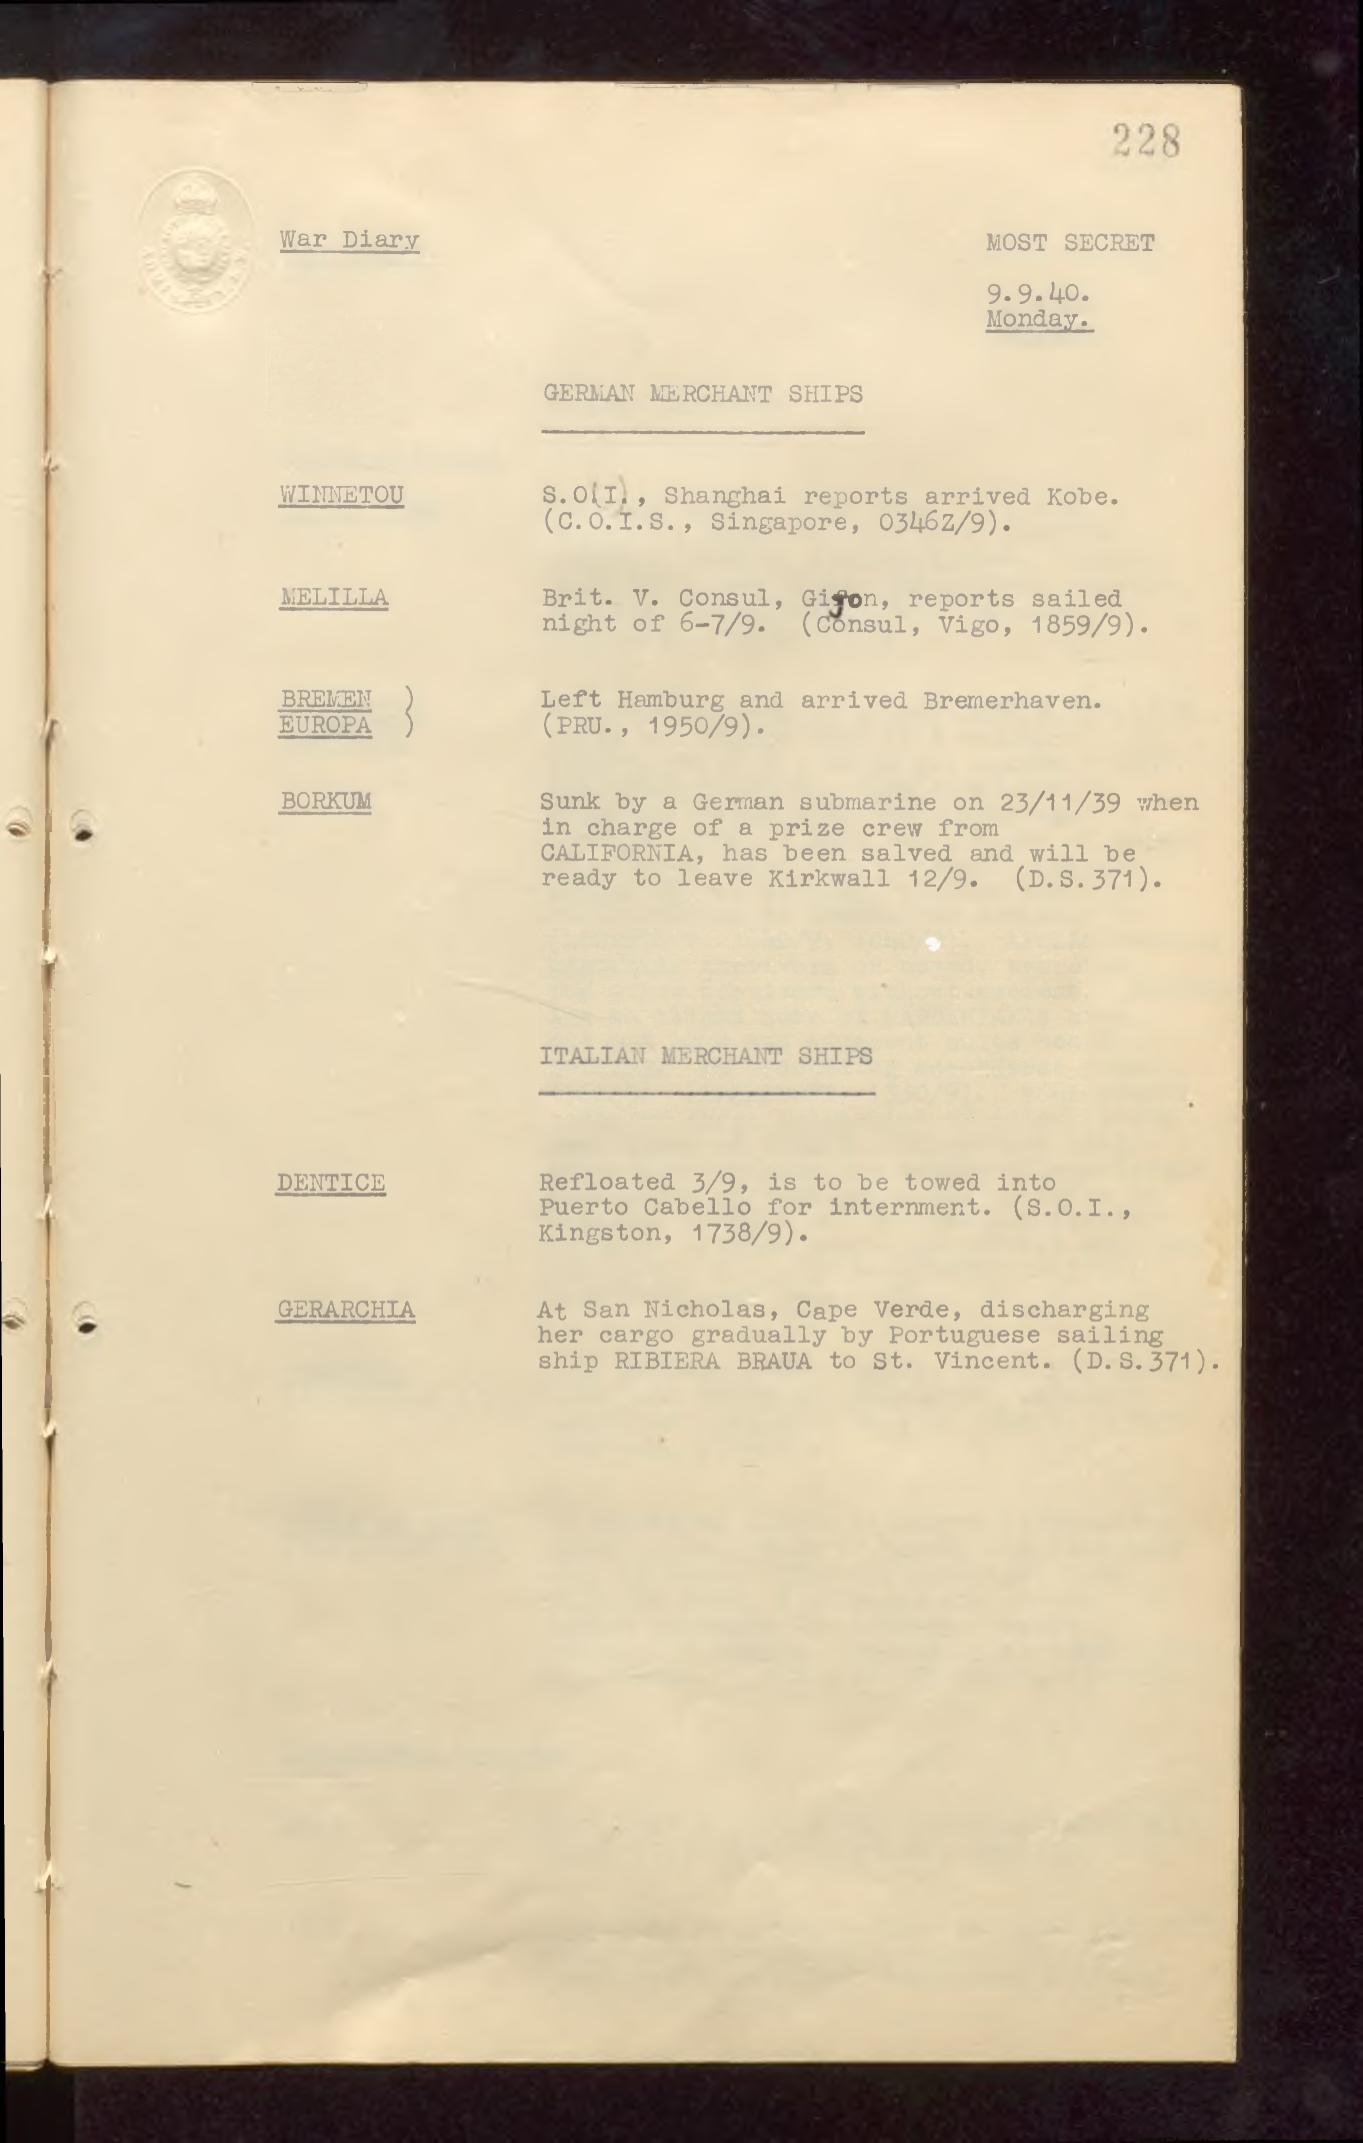 228
War Diary
MOST SECRET
9.9.40.
Monday.
GERMAN MERCHANT SHIPS
WINNETOU
S.O(I)., Shanghai reports arrived Kobe.
(C.O.I.S., Singapore, 0346Z/9).
MELILLA
Brit. V. Consul, Gijon, reports sailed
night of 6-7/9. (Consul, Vigo, 1859/9).
BREMEN )
EUROPA )
Left Hamburg and arrived Bremerhaven.
(PRU., 1950/9).
BORKUM
Sunk by a German submarine on 23/11/39 when
in charge of a prize crew from
CALIFORNIA, has been salved and will be
ready to leave Kirkwall 12/9. (D.S.371).
ITALIAN MERCHANT SHIPS
DENTICE
Refloated 3/9, is to be towed into
Puerto Cabello for internment. (S.O.I.,
Kingston, 1738/9).
GERARCHIA
At San Nicholas, Cape Verde, discharging
her cargo gradually by Portuguese sailing
ship RIBIERA BRAUA to St. Vincent. (D.S.371).